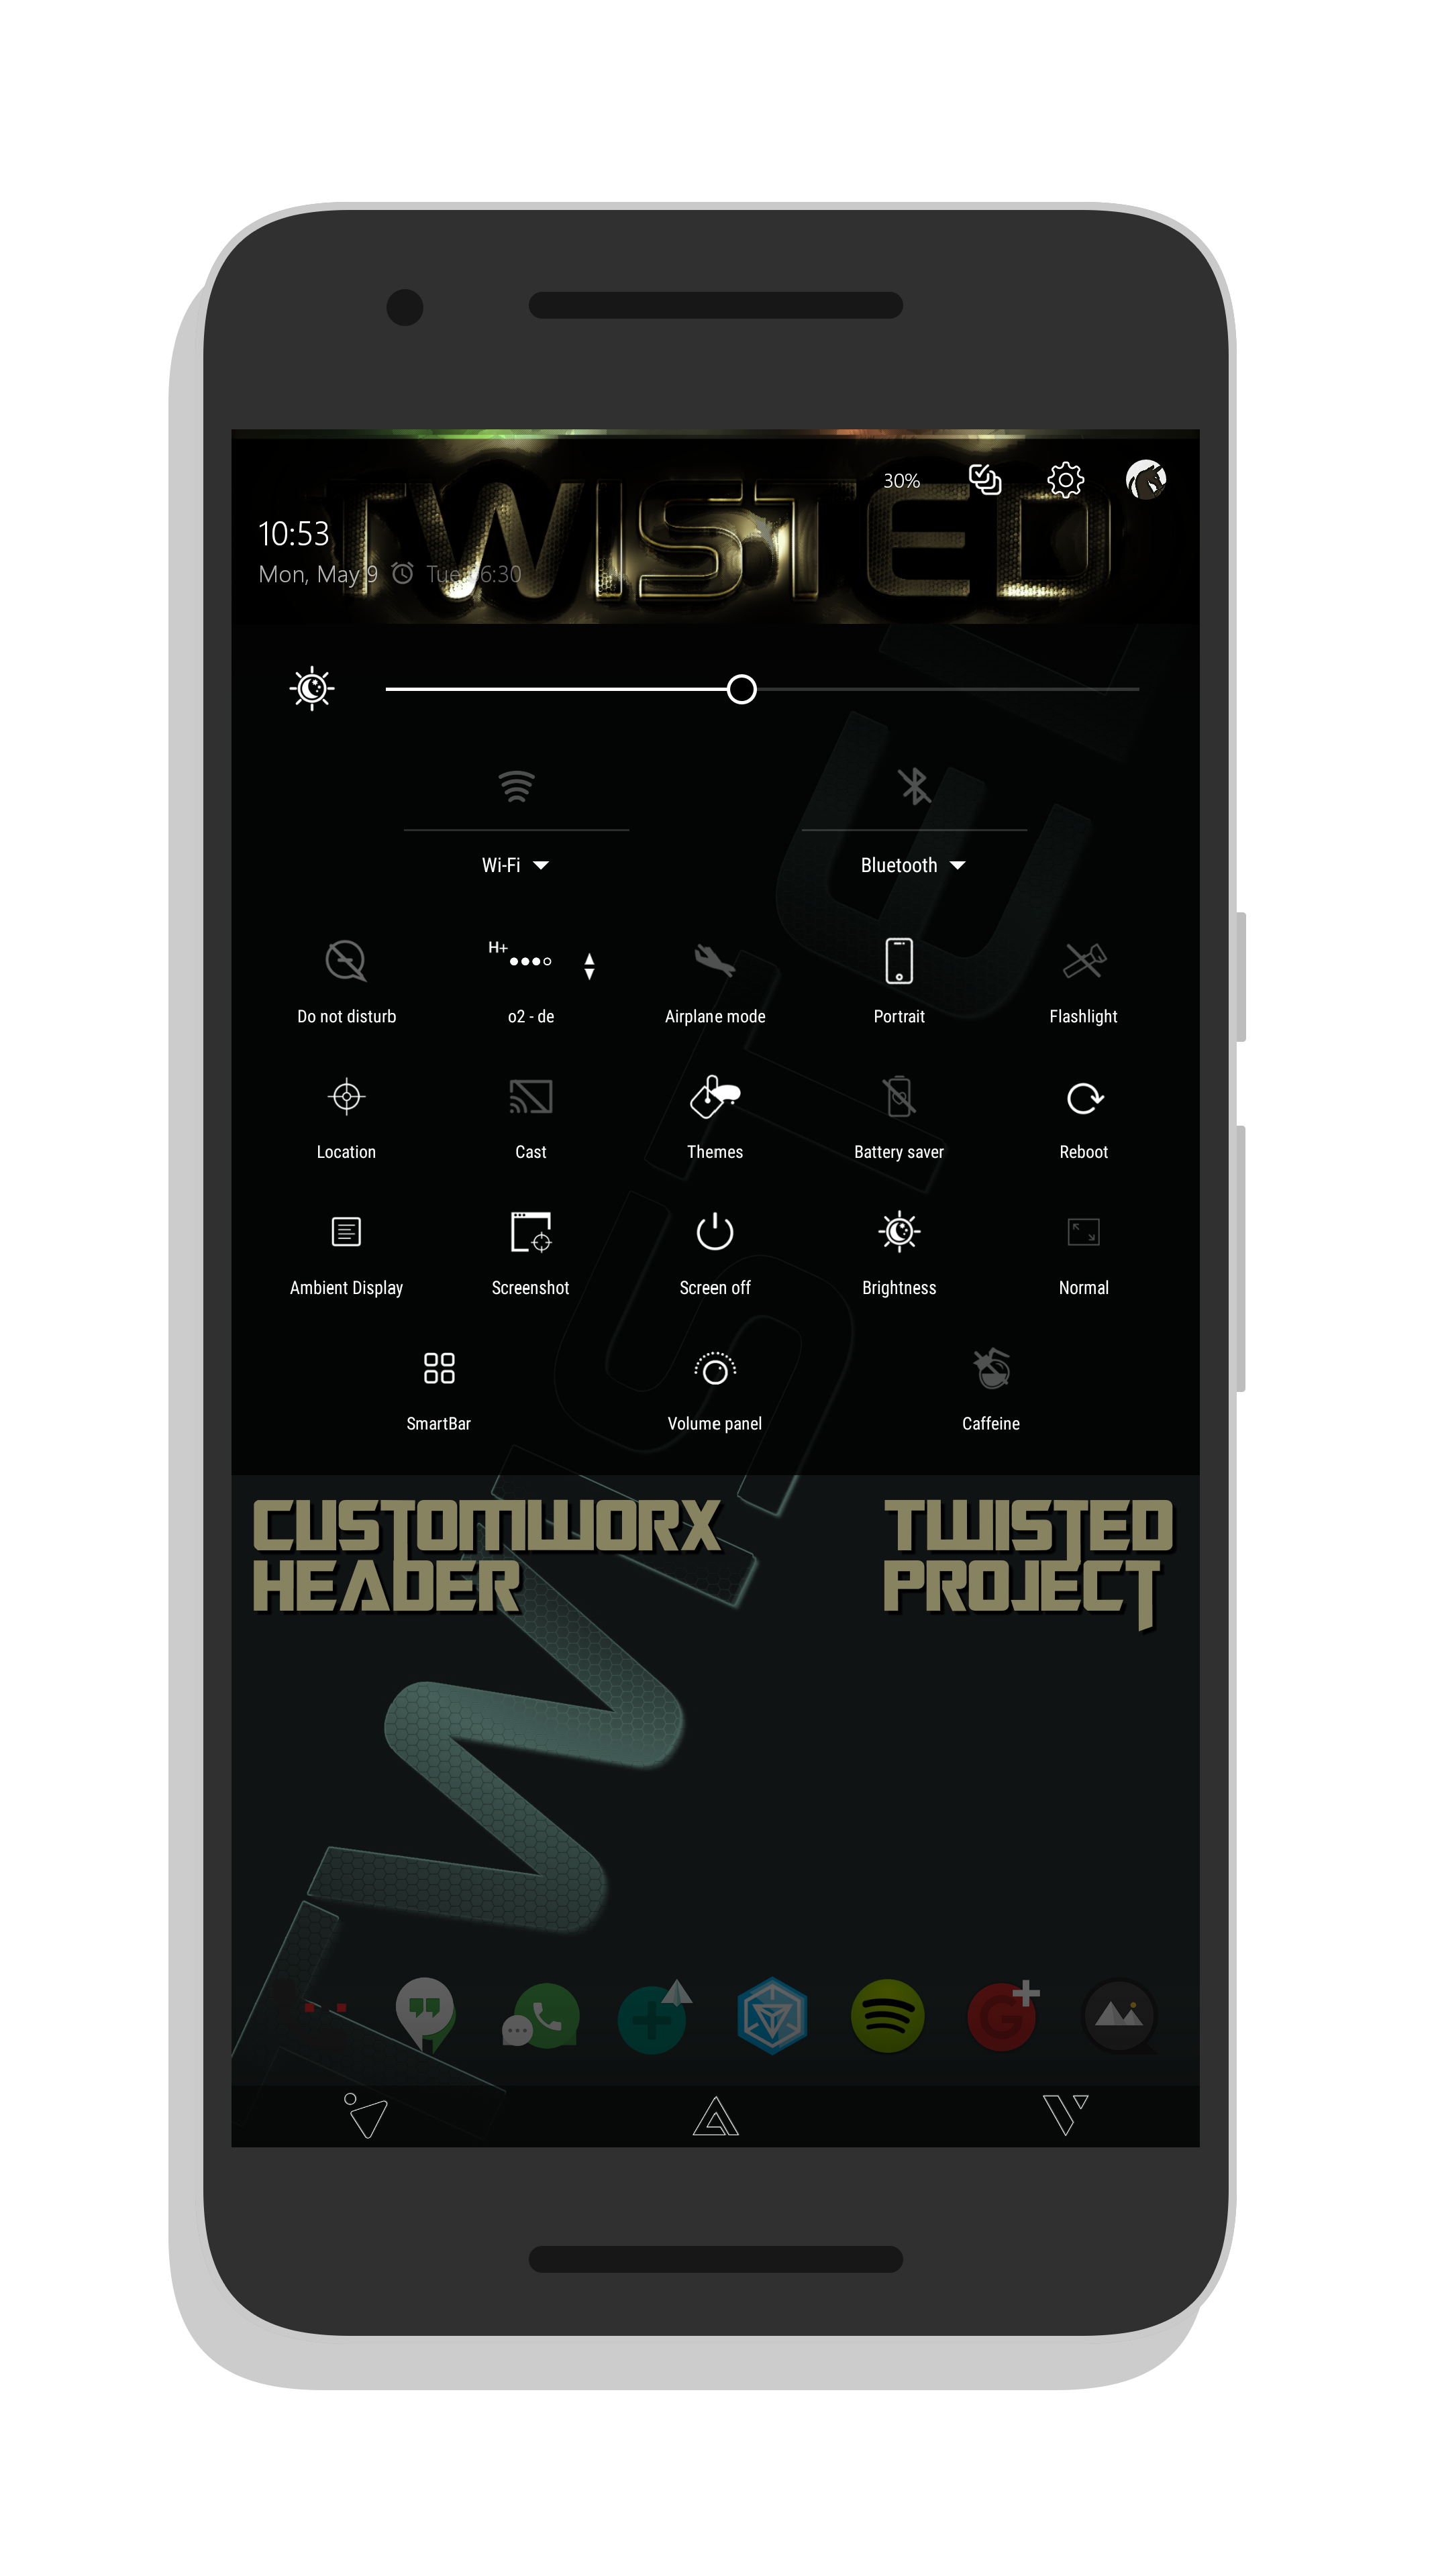 TWISTED
30%
10:53
Mon, May 9 Tue 6:30
Wi-Fi Bluetooth
H+
Do not disturb o2 - de Airplane mode Portrait Flashlight
Location Cast Themes Battery saver Reboot
Ambient Display Screenshot Screen off Brightness Normal
SmartBar Volume panel Caffeine
CUSTOMWORX
HEADER
TWISTED
PROJECT
TWISTED